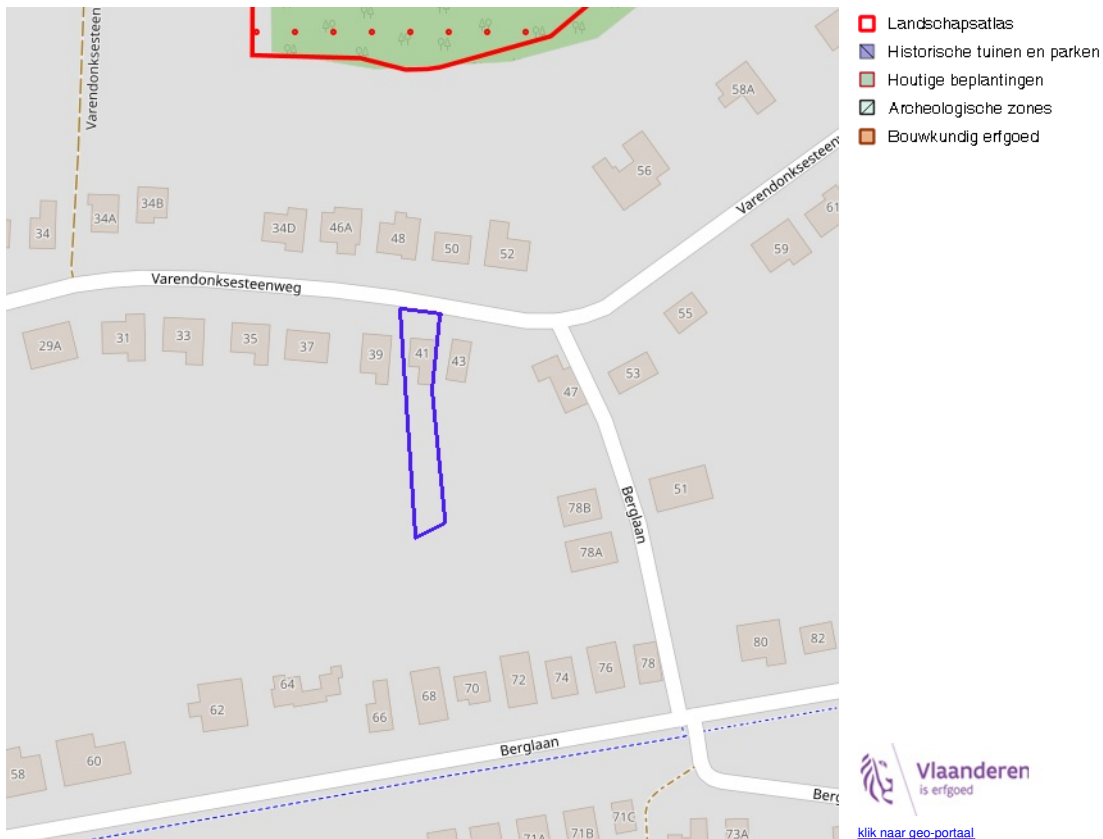 Varendonksesteen
58A
56
Varendonksesteenw
61
34
34A
34B
34D
46A
48
50
52
59
Varendonksesteenweg
55
29A
31
33
35
37
39
41
43
47
53
51
78B
78A
Berglaan
80
82
62
64
66
68
70
72
74
76
78
58
60
Berglaan
Berg
71A
71B
71C
73A
Landschapsatlas
Historische tuinen en parken
Houtige beplantingen
Archeologische zones
Bouwkundig erfgoed
Vlaanderen
is erfgoed
klik naar geo-portaal